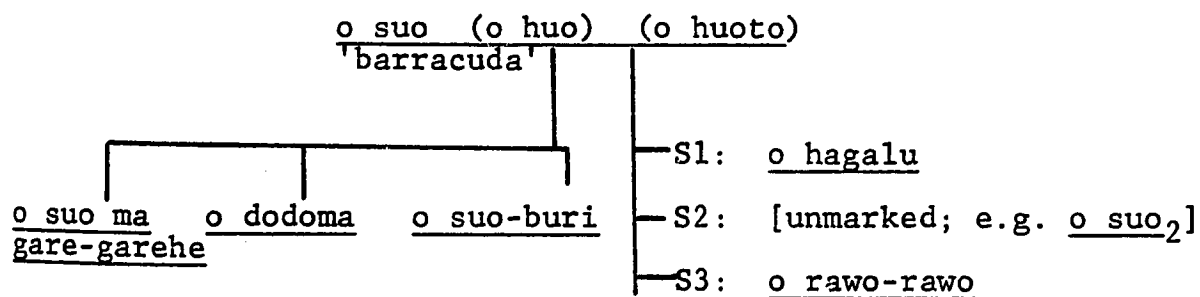 o suo (o huo) (o huoto)
'barracuda'
S1: o hagalu
o suo ma o dodoma o suo-buri S2: [unmarked; e.g. o suo₂]
gare-garehe
S3: o rawo-rawo